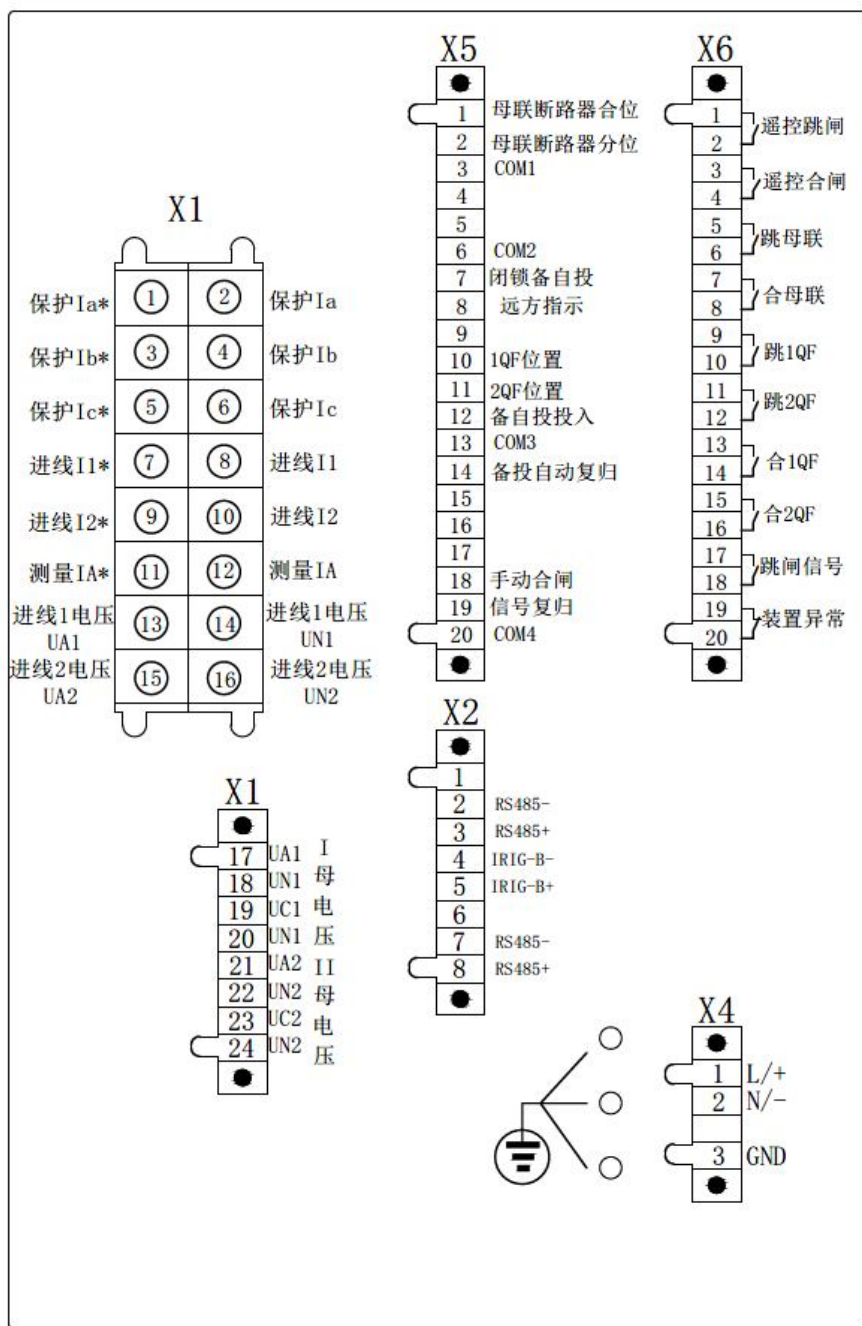 X1
保护Ia* 1 2 保护Ia
保护Ib* 3 4 保护Ib
保护Ic* 5 6 保护Ic
进线I1* 7 8 进线I1
进线I2* 9 10 进线I2
测量IA* 11 12 测量IA
进线1电压 UA1 13 14 进线1电压 UN1
进线2电压 UA2 15 16 进线2电压 UN2
X5
1 母联断路器合位
2 母联断路器分位
3 COM1
4
5
6 COM2
7 闭锁备自投
8 远方指示
9
10 1QF位置
11 2QF位置
12 备自投投入
13 COM3
14 备投自动复归
15
16
17
18 手动合闸
19 信号复归
20 COM4
X6
1
2 遥控跳闸
3
4 遥控合闸
5
6 跳母联
7
8 合母联
9
10 跳1QF
11
12 跳2QF
13
14 合1QF
15
16 合2QF
17
18 跳闸信号
19
20 装置异常
X1
17 UA1
18 UN1
19 UC1
20 UN1
I母电压
21 UA2
22 UN2
23 UC2
24 UN2
II母电压
X2
1
2 RS485-
3 RS485+
4 IRIG-B-
5 IRIG-B+
6
7 RS485-
8 RS485+
X4
1 L/+
2 N/-
3 GND